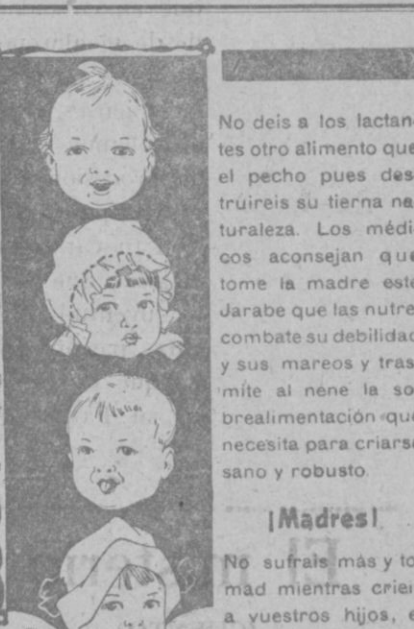 No deis a los lactan-
tes otro alimento que
el pecho pues des
truireis su tierna na
turaleza. Los médi
cos aconsejan que
tome la madre este
Jarabe que las nutre,
combate su debilidad
y sus mareos y tras-
mite al nene la so-
brealimentación que
necesita para criarse
sano y robusto.
¡Madres!
No sufrais más y to
mad mientras crieis
a vuestros hijos, e